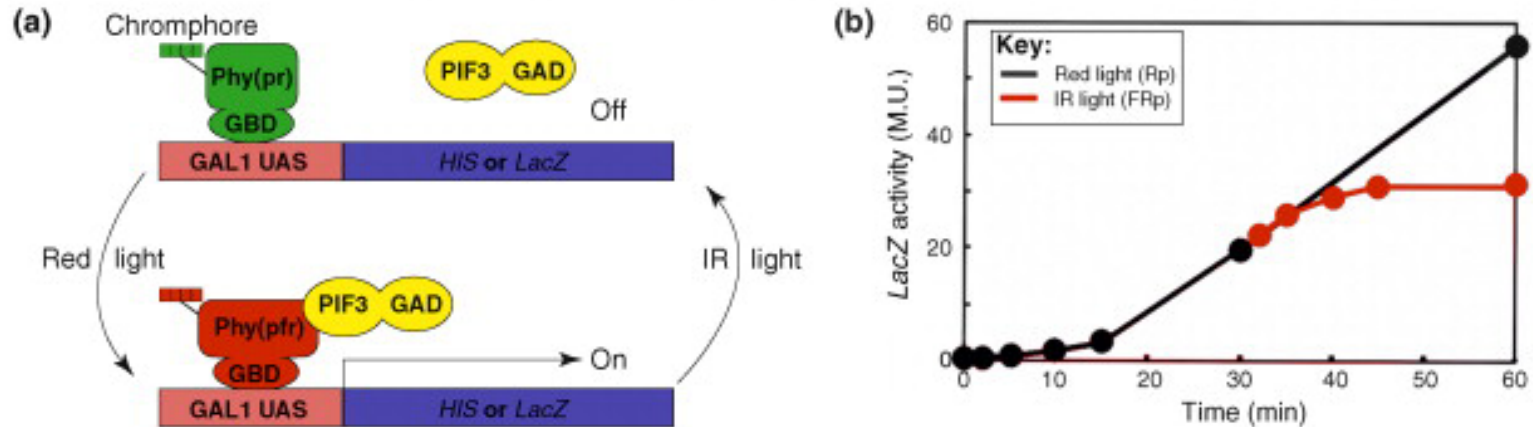 (a)
Chromphore
Phy(pr)
PIF3 GAD
GBD
Off
GAL1 UAS HIS or LacZ
Red light
IR light
PIF3 GAD
Phy(pfr)
GBD
On
GAL1 UAS HIS or LacZ
(b)
60
40
20
0
LacZ activity (M.U.)
Key:
Red light (Rp)
IR light (FRp)
0 10 20 30 40 50 60
Time (min)